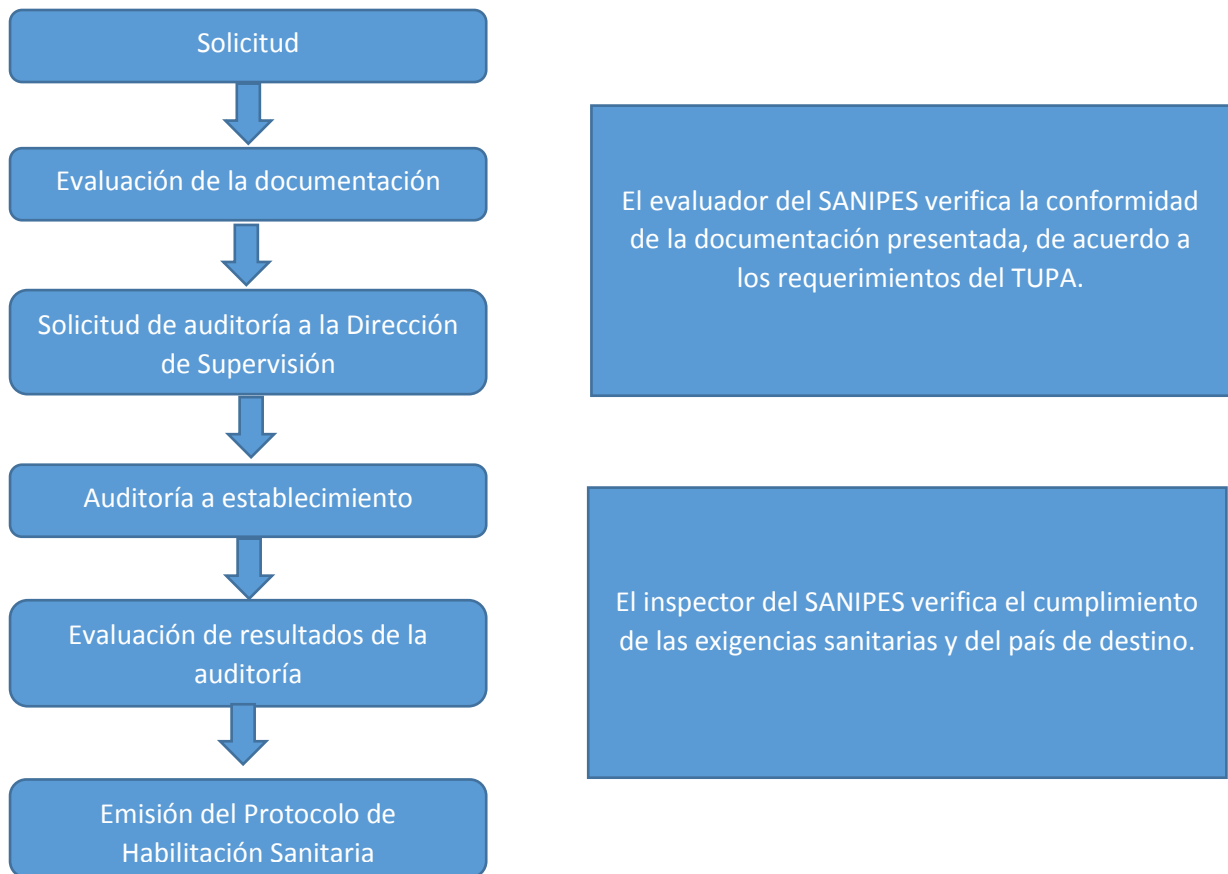 Solicitud
Evaluación de la documentación
Solicitud de auditoría a la Dirección
de Supervisión
Auditoría a establecimiento
Evaluación de resultados de la
auditoría
Emisión del Protocolo de
Habilitación Sanitaria
El evaluador del SANIPES verifica la conformidad
de la documentación presentada, de acuerdo a
los requerimientos del TUPA.
El inspector del SANIPES verifica el cumplimiento
de las exigencias sanitarias y del país de destino.